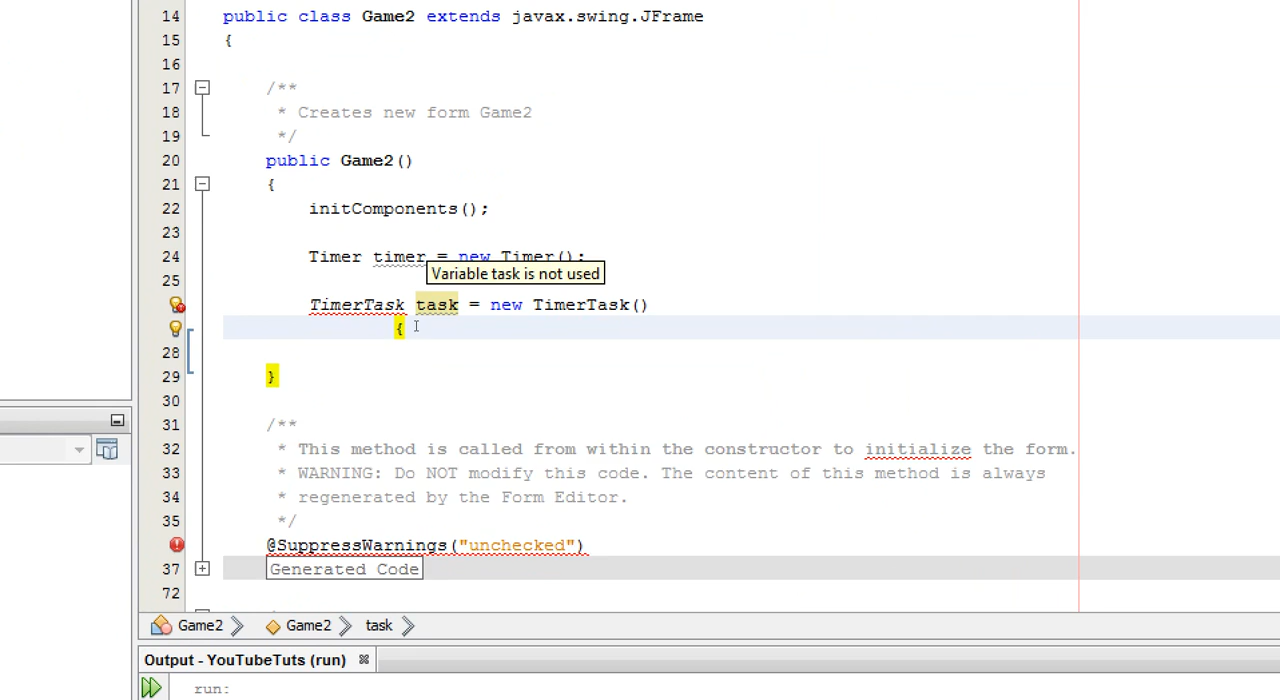 14 public class Game2 extends javax.swing.JFrame
15 {
16
17 /**
18 * Creates new form Game2
19 */
20 public Game2()
21 {
22 initComponents();
23
24 Timer timer = new Timer();
Variable task is not used
25
TimerTask task = new TimerTask()
{
28
29 }
30
31 /**
32 * This method is called from within the constructor to initialize the form.
33 * WARNING: Do NOT modify this code. The content of this method is always
34 * regenerated by the Form Editor.
35 */
@SuppressWarnings("unchecked")
37 Generated Code
72
Game2 Game2 task
Output - YouTubeTuts (run)
run: